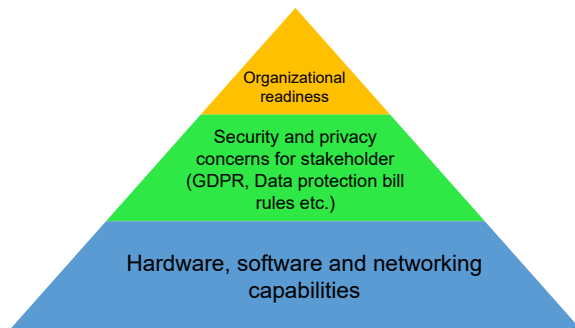 Organizational
readiness
Security and privacy
concerns for stakeholder
(GDPR, Data protection bill
rules etc.)
Hardware, software and networking
capabilities